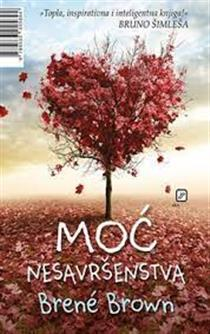 »Topla, inspirativna i inteligentna knjiga!«
BRUNO ŠIMLEŠA
MOĆ
NESAVRŠENSTVA
Brené Brown